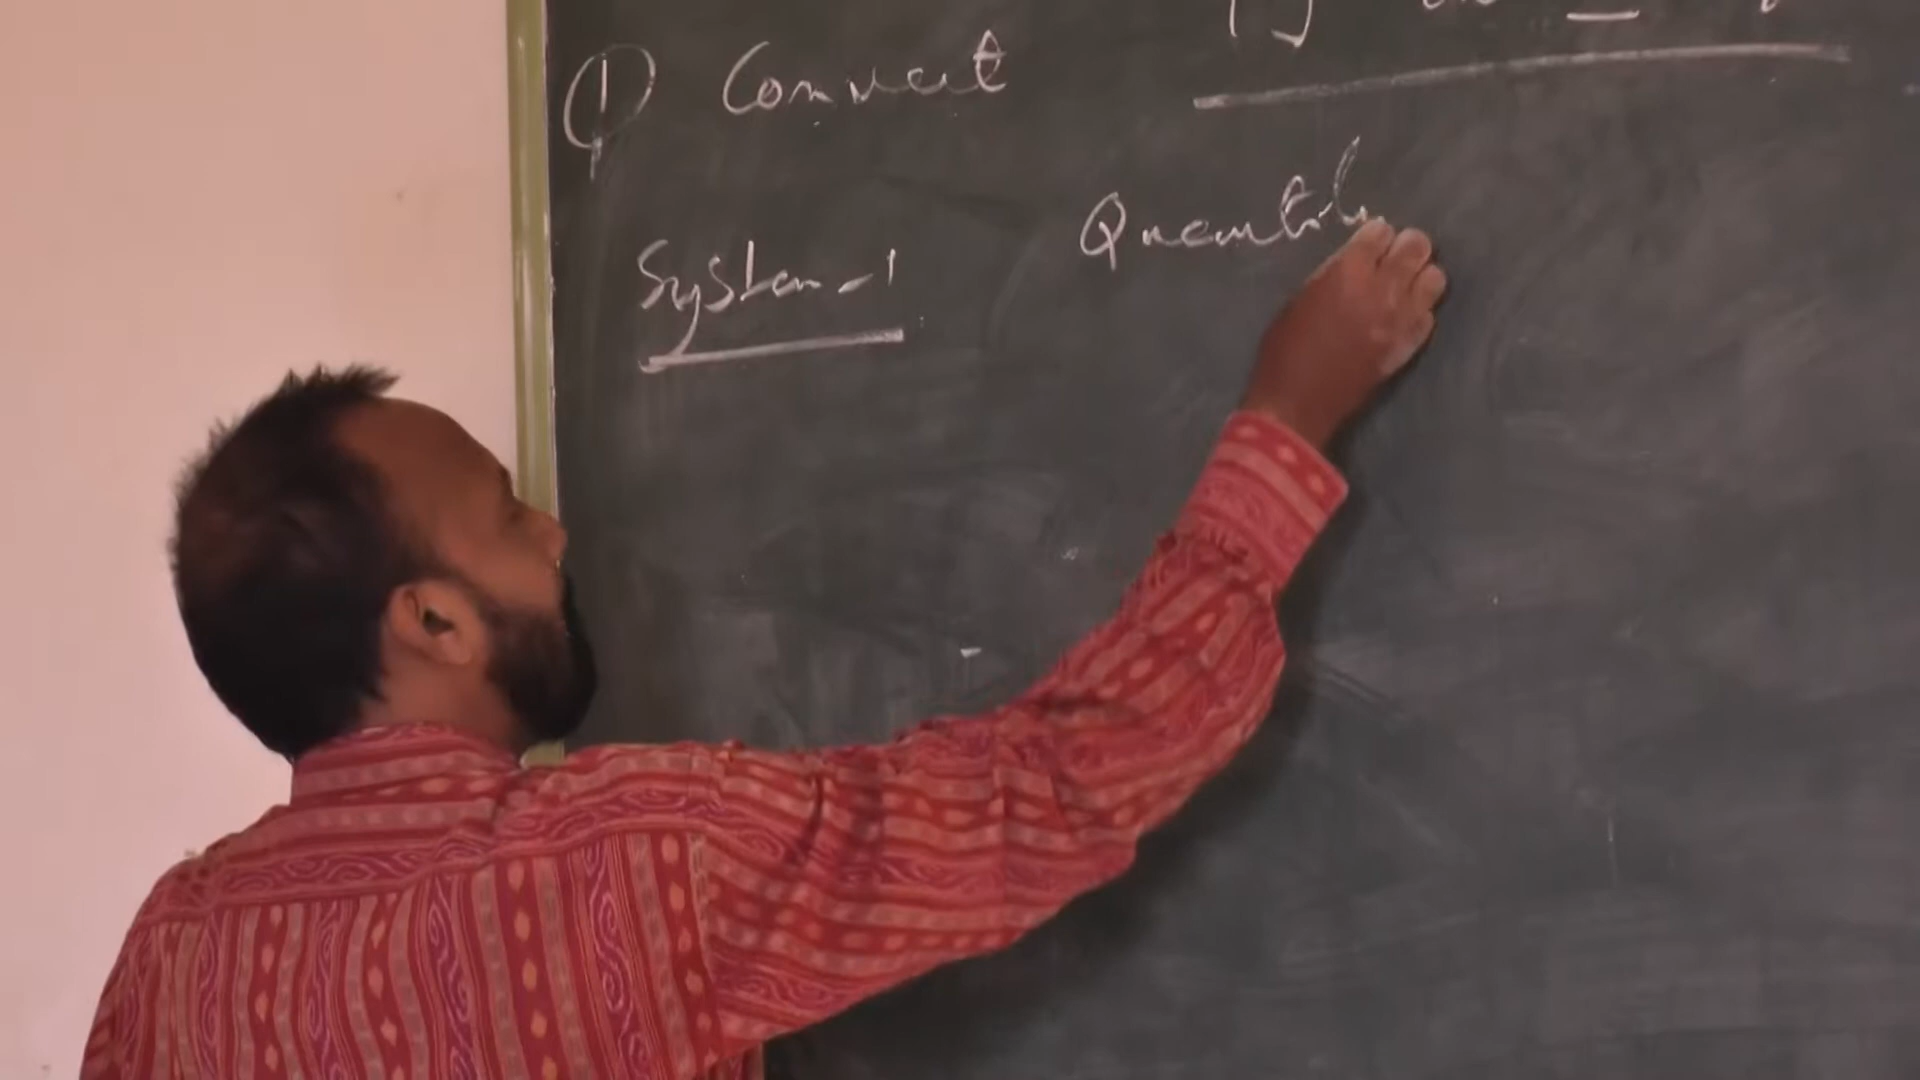 ① Convert
System-1
Quantity